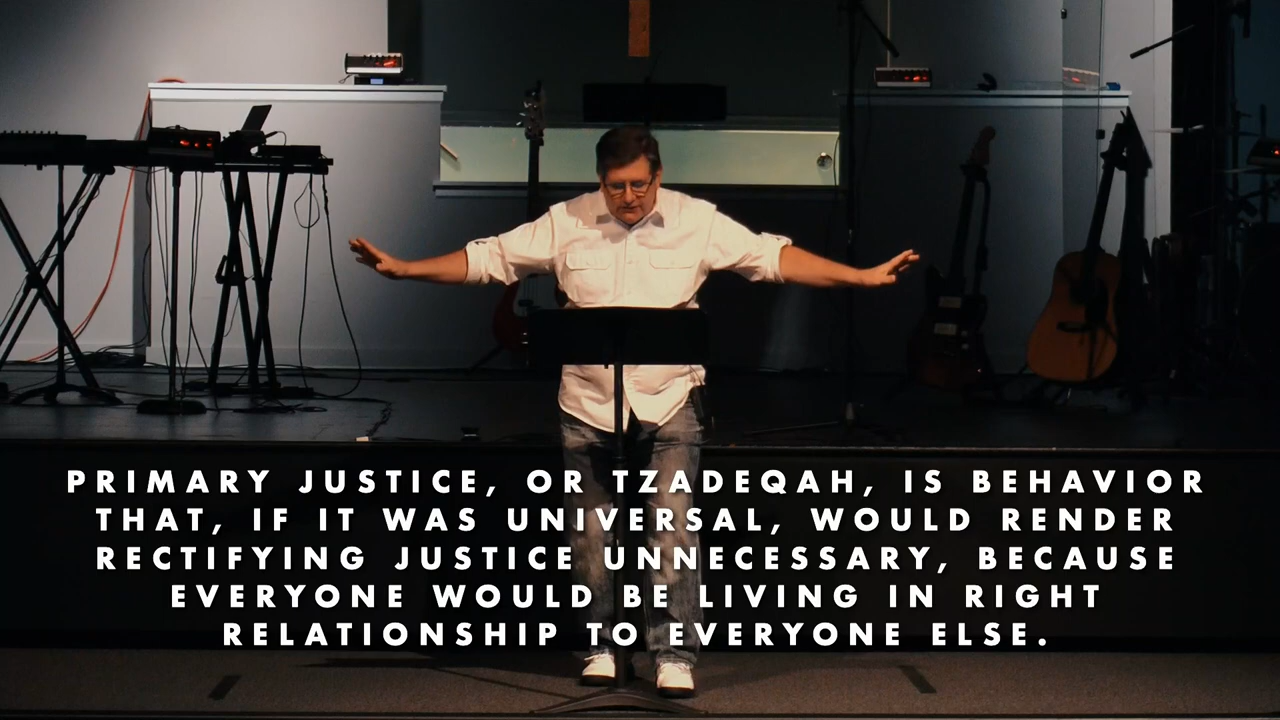 PRIMARY JUSTICE, OR TZADEQAH, IS BEHAVIOR
THAT, IF IT WAS UNIVERSAL, WOULD RENDER
RECTIFYING JUSTICE UNNECESSARY, BECAUSE
EVERYONE WOULD BE LIVING IN RIGHT
RELATIONSHIP TO EVERYONE ELSE.